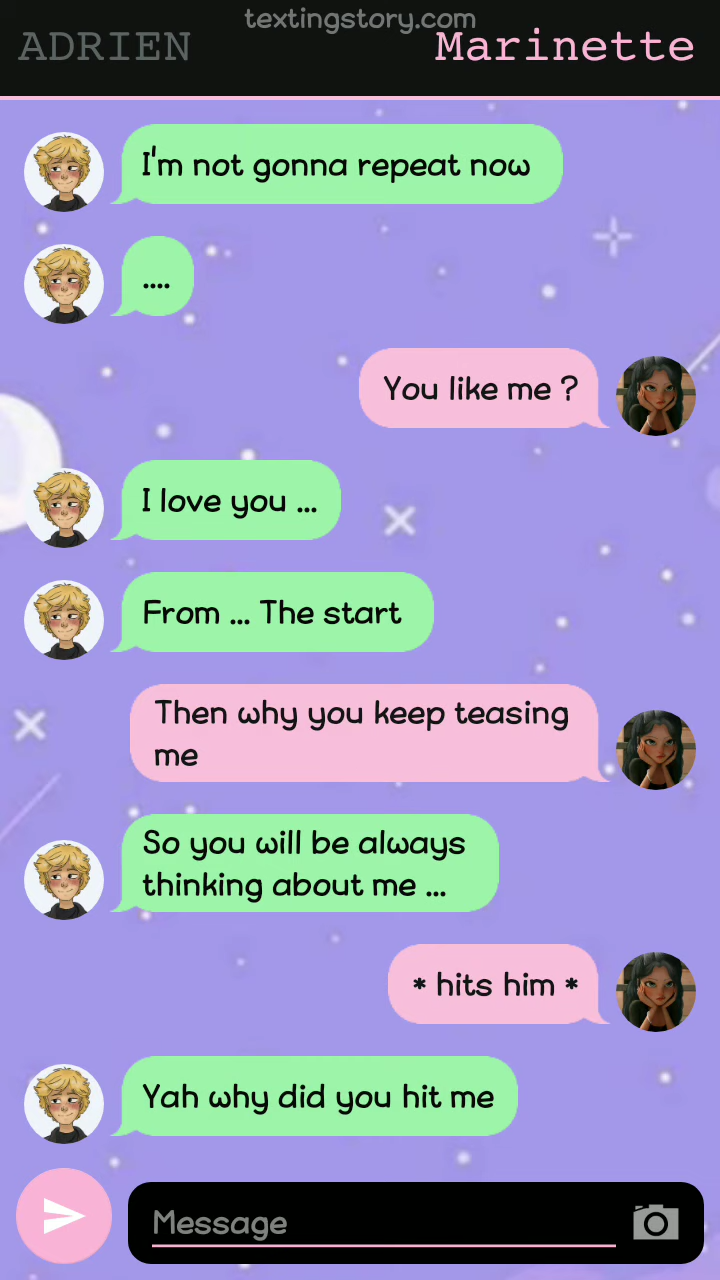 textingstory.com
ADRIEN
Marinette
I'm not gonna repeat now
....
You like me ?
I love you ...
From ... The start
Then why you keep teasing
me
So you will be always
thinking about me ...
* hits him *
Yah why did you hit me
Message